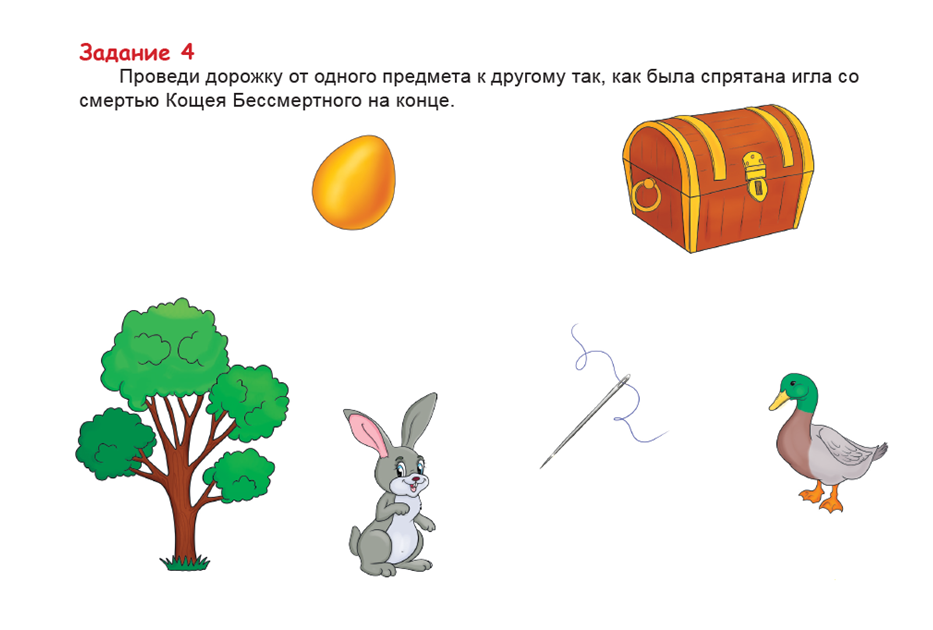 Задание 4
Проведи дорожку от одного предмета к другому так, как была спрятана игла со
смертью Кощея Бессмертного на конце.